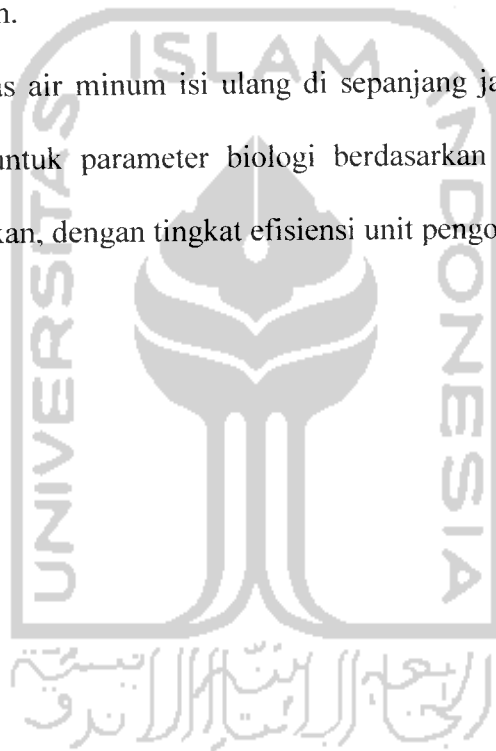 n.
as air minum isi ulang di sepanjang ja
untuk parameter biologi berdasarkan
kan, dengan tingkat efisiensi unit pengo
ISLAM
UNIVERSITAS
INDONESIA